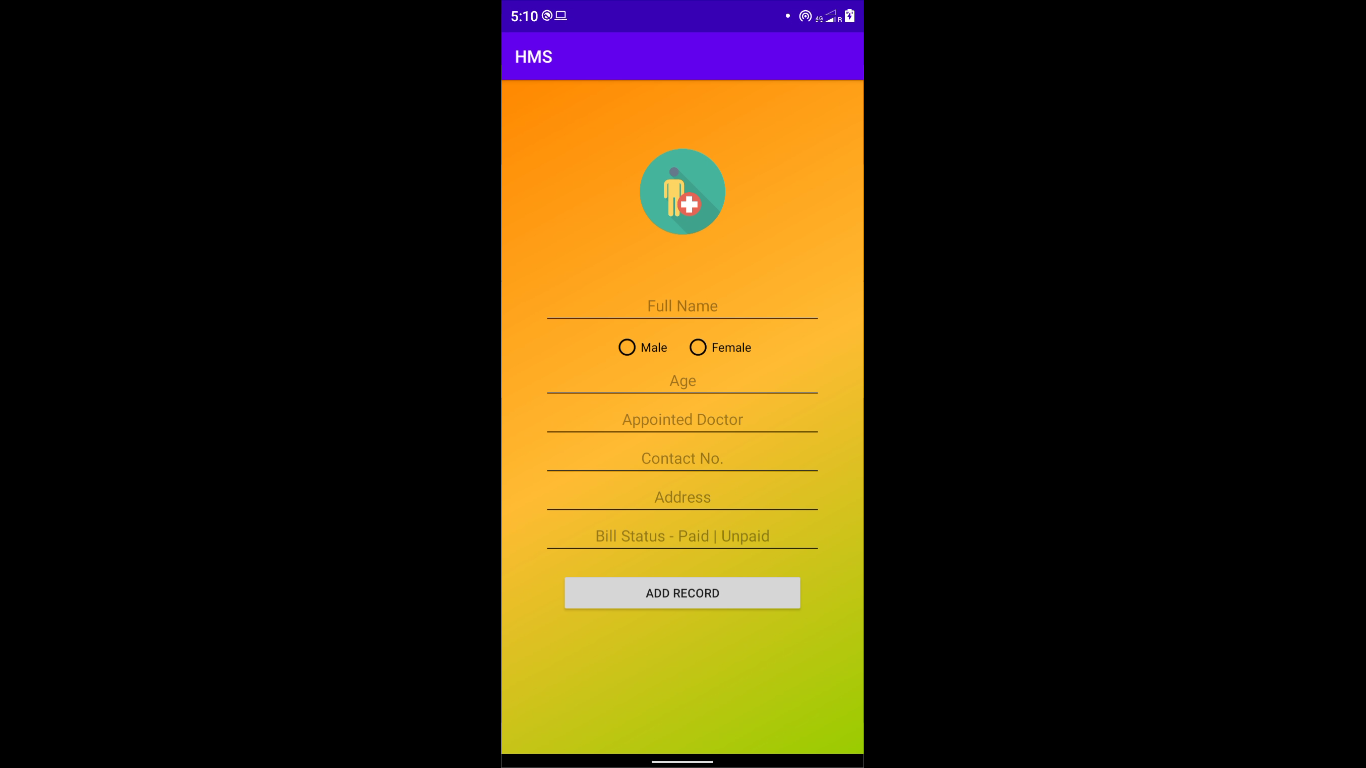 5:10
HMS
Full Name
Male Female
Age
Appointed Doctor
Contact No.
Address
Bill Status - Paid | Unpaid
ADD RECORD